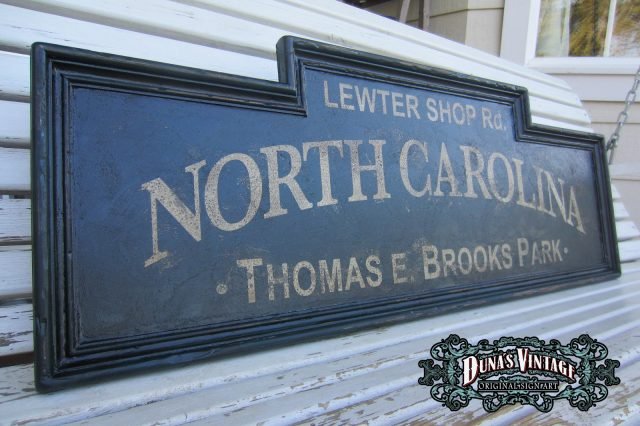 LEWTER SHOP Rd.
NORTH CAROLINA
• THOMAS E. BROOKS PARK •
DUNA'S VINTAGE
ORIGINAL SIGN ART